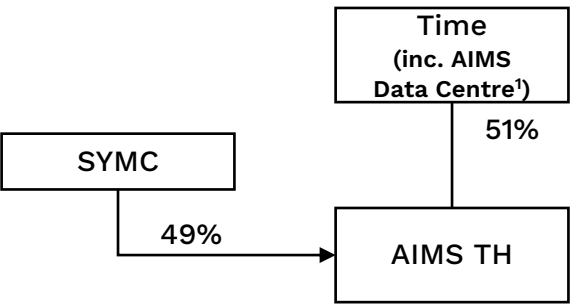 Time
(inc. AIMS
Data Centre¹)
51%
SYMC
49%
AIMS TH